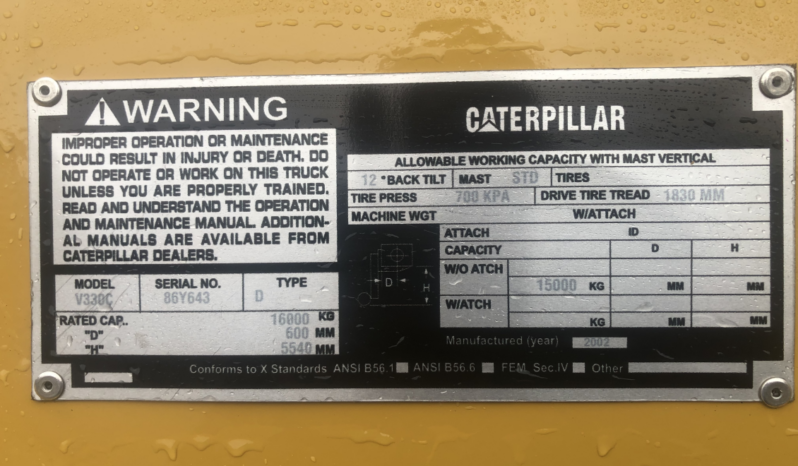 WARNING
IMPROPER OPERATION OR MAINTENANCE
COULD RESULT IN INJURY OR DEATH. DO
NOT OPERATE OR WORK ON THIS TRUCK
UNLESS YOU ARE PROPERLY TRAINED.
READ AND UNDERSTAND THE OPERATION
AND MAINTENANCE MANUAL. ADDITION-
AL MANUALS ARE AVAILABLE FROM
CATERPILLAR DEALERS.
MODEL SERIAL NO. TYPE
V330C 86Y643 D
RATED CAP.. 16000 KG
"D" 600 MM
"H" 5540 MM
CATERPILLAR
ALLOWABLE WORKING CAPACITY WITH MAST VERTICAL
12 °BACK TILT MAST STD TIRES
TIRE PRESS 700 KPA DRIVE TIRE TREAD 1830 MM
MACHINE WGT W/ATTACH
ATTACH ID
CAPACITY D H
W/O ATCH 15000 KG MM MM
W/ATCH KG MM MM
D
H
Manufactured (year) 2002
Conforms to X Standards ANSI B56.1 ANSI B56.6 FEM. Sec.IV Other